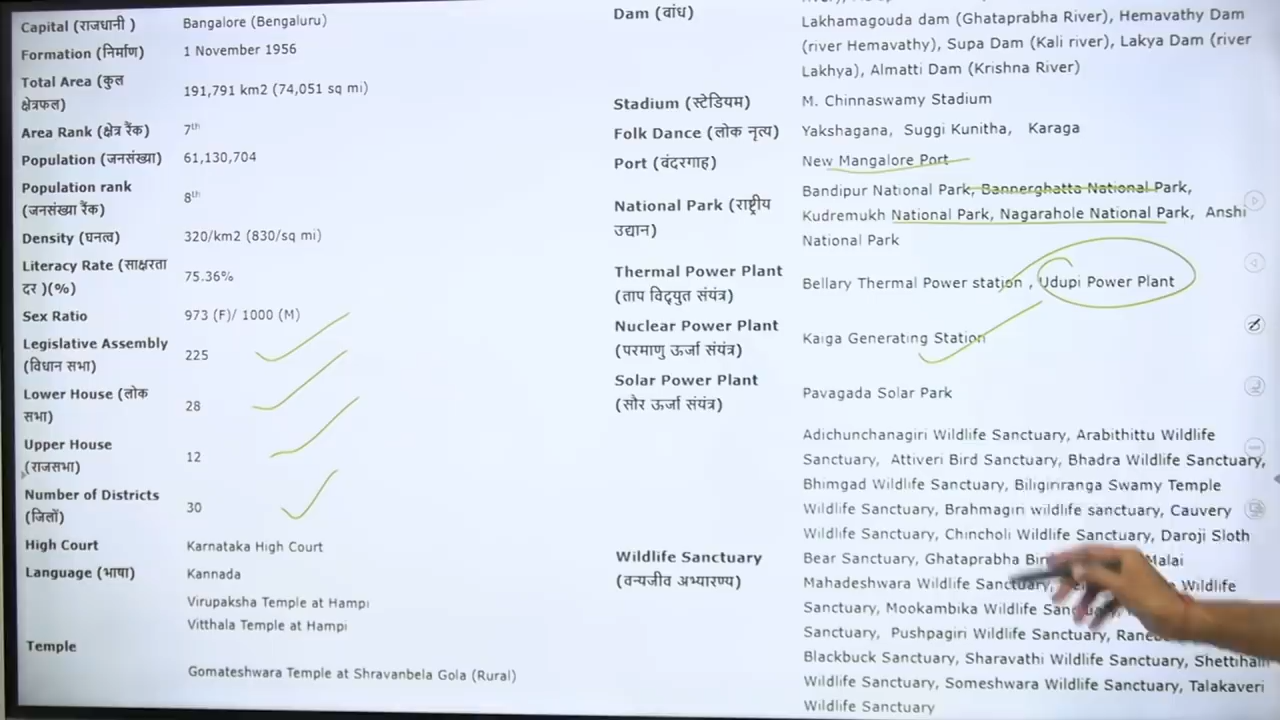 Capital (राजधानी ) Bangalore (Bengaluru)
Formation (निर्माण) 1 November 1956
Total Area (कुल
क्षेत्रफल) 191,791 km2 (74,051 sq mi)
Area Rank (क्षेत्र रैंक) 7th
Population (जनसंख्या) 61,130,704
Population rank
(जनसंख्या रैंक) 8th
Density (घनत्व) 320/km2 (830/sq mi)
Literacy Rate (साक्षरता
दर )(%) 75.36%
Sex Ratio 973 (F)/ 1000 (M)
Legislative Assembly
(विधान सभा) 225
Lower House (लोक
सभा) 28
Upper House
(राजसभा) 12
Number of Districts
(जिलों) 30
High Court Karnataka High Court
Language (भाषा) Kannada
Temple
Virupaksha Temple at Hampi
Vitthala Temple at Hampi
Gomateshwara Temple at Shravanbela Gola (Rural)
Dam (वांध)
Lakhamagouda dam (Ghataprabha River), Hemavathy Dam
(river Hemavathy), Supa Dam (Kali river), Lakya Dam (river
Lakhya), Almatti Dam (Krishna River)
Stadium (स्टेडियम) M. Chinnaswamy Stadium
Folk Dance (लोक नृत्य) Yakshagana, Suggi Kunitha, Karaga
Port (वंदरगाह) New Mangalore Port
National Park (राष्ट्रीय
उद्यान)
Bandipur National Park, Bannerghatta National Park,
Kudremukh National Park, Nagarahole National Park, Anshi
National Park
Thermal Power Plant
(ताप विद्युत संयंत्र) Bellary Thermal Power station , Udupi Power Plant
Nuclear Power Plant
(परमाणु ऊर्जा संयंत्र) Kaiga Generating Station
Solar Power Plant
(सौर ऊर्जा संयंत्र) Pavagada Solar Park
Wildlife Sanctuary
(वन्यजीव अभ्यारण्य)
Adichunchanagiri Wildlife Sanctuary, Arabithittu Wildlife
Sanctuary, Attiveri Bird Sanctuary, Bhadra Wildlife Sanctuary,
Bhimgad Wildlife Sanctuary, Biligiriranga Swamy Temple
Wildlife Sanctuary, Brahmagiri wildlife sanctuary, Cauvery
Wildlife Sanctuary, Chincholi Wildlife Sanctuary, Daroji Sloth
Bear Sanctuary, Ghataprabha Malai
Mahadeshwara Wildlife Sanctuary, Wildlife
Sanctuary, Mookambika Wildlife
Sanctuary, Pushpagiri Wildlife Sanctuary,
Blackbuck Sanctuary, Sharavathi Wildlife Sanctuary, Shettihalli
Wildlife Sanctuary, Someshwara Wildlife Sanctuary, Talakaveri
Wildlife Sanctuary